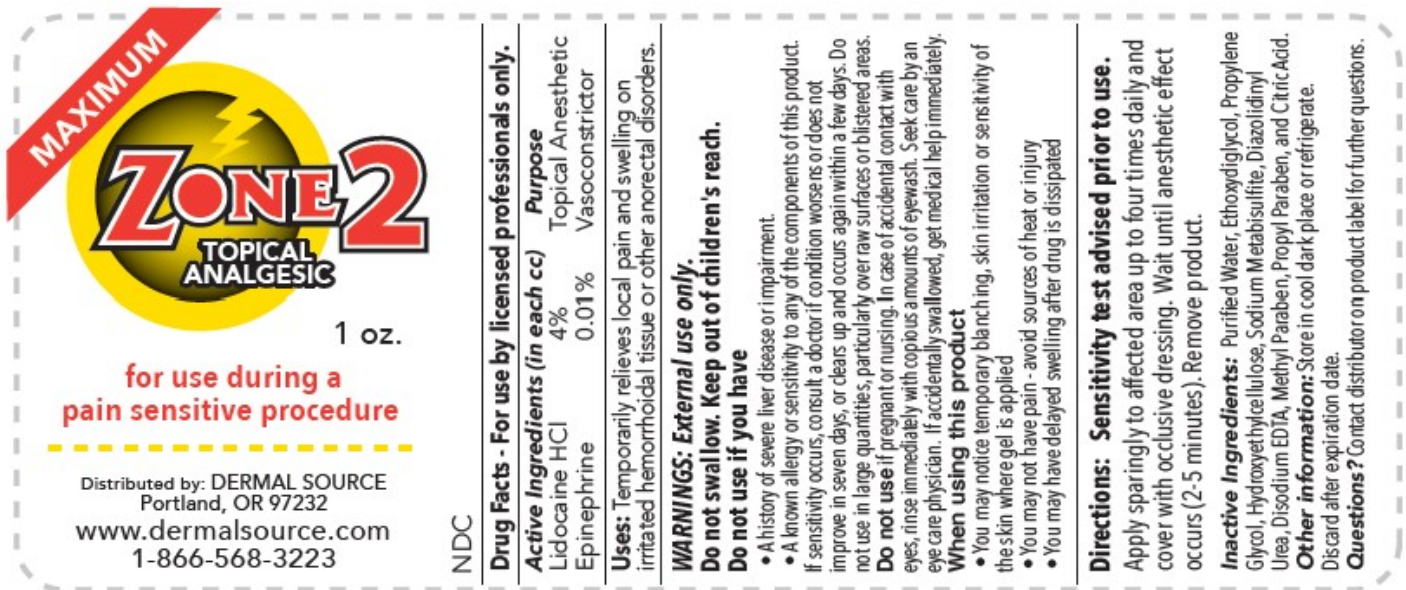 MAXIMUM
ZONE 2
TOPICAL
ANALGESIC
1 oz.
for use during a
pain sensitive procedure
Distributed by: DERMAL SOURCE
Portland, OR 97232
www.dermalsource.com
1-866-568-3223
NDC
Drug Facts - For use by licensed professionals only.
Active Ingredients (in each cc) Purpose
Lidocaine HCl 4% Topical Anesthetic
Epinephrine 0.01% Vasoconstrictor
Uses: Temporarily relieves local pain and swelling on
irritated hemorrhoidal tissue or other anorectal disorders.
WARNINGS: External use only.
Do not swallow. Keep out of children's reach.
Do not use if you have
• A history of severe liver disease or impairment.
• A known allergy or sensitivity to any of the components of this product.
If sensitivity occurs, consult a doctor if condition worsens or does not
improve in seven days, or clears up and occurs again within a few days. Do
not use in large quantities, particularly over raw surfaces or blistered areas.
Do not use if pregnant or nursing. In case of accidental contact with
eyes, rinse immediately with copious amounts of eyewash. Seek care by an
eye care physician. If accidentally swallowed, get medical help immediately.
When using this product
• You may notice temporary blanching, skin irritation or sensitivity of
the skin where gel is applied
• You may not have pain - avoid sources of heat or injury
• You may have delayed swelling after drug is dissipated
Directions: Sensitivity test advised prior to use.
Apply sparingly to affected area up to four times daily and
cover with occlusive dressing. Wait until anesthetic effect
occurs (2-5 minutes). Remove product.
Inactive Ingredients: Purified Water, Ethoxydiglycol, Propylene
Glycol, Hydroxyethylcellulose, Sodium Metabisulfite, Diazolidinyl
Urea, Disodium EDTA, Methyl Paraben, Propyl Paraben, and Citric Acid.
Other information: Store in cool dark place or refrigerate.
Discard after expiration date.
Questions? Contact distributor on product label for further questions.